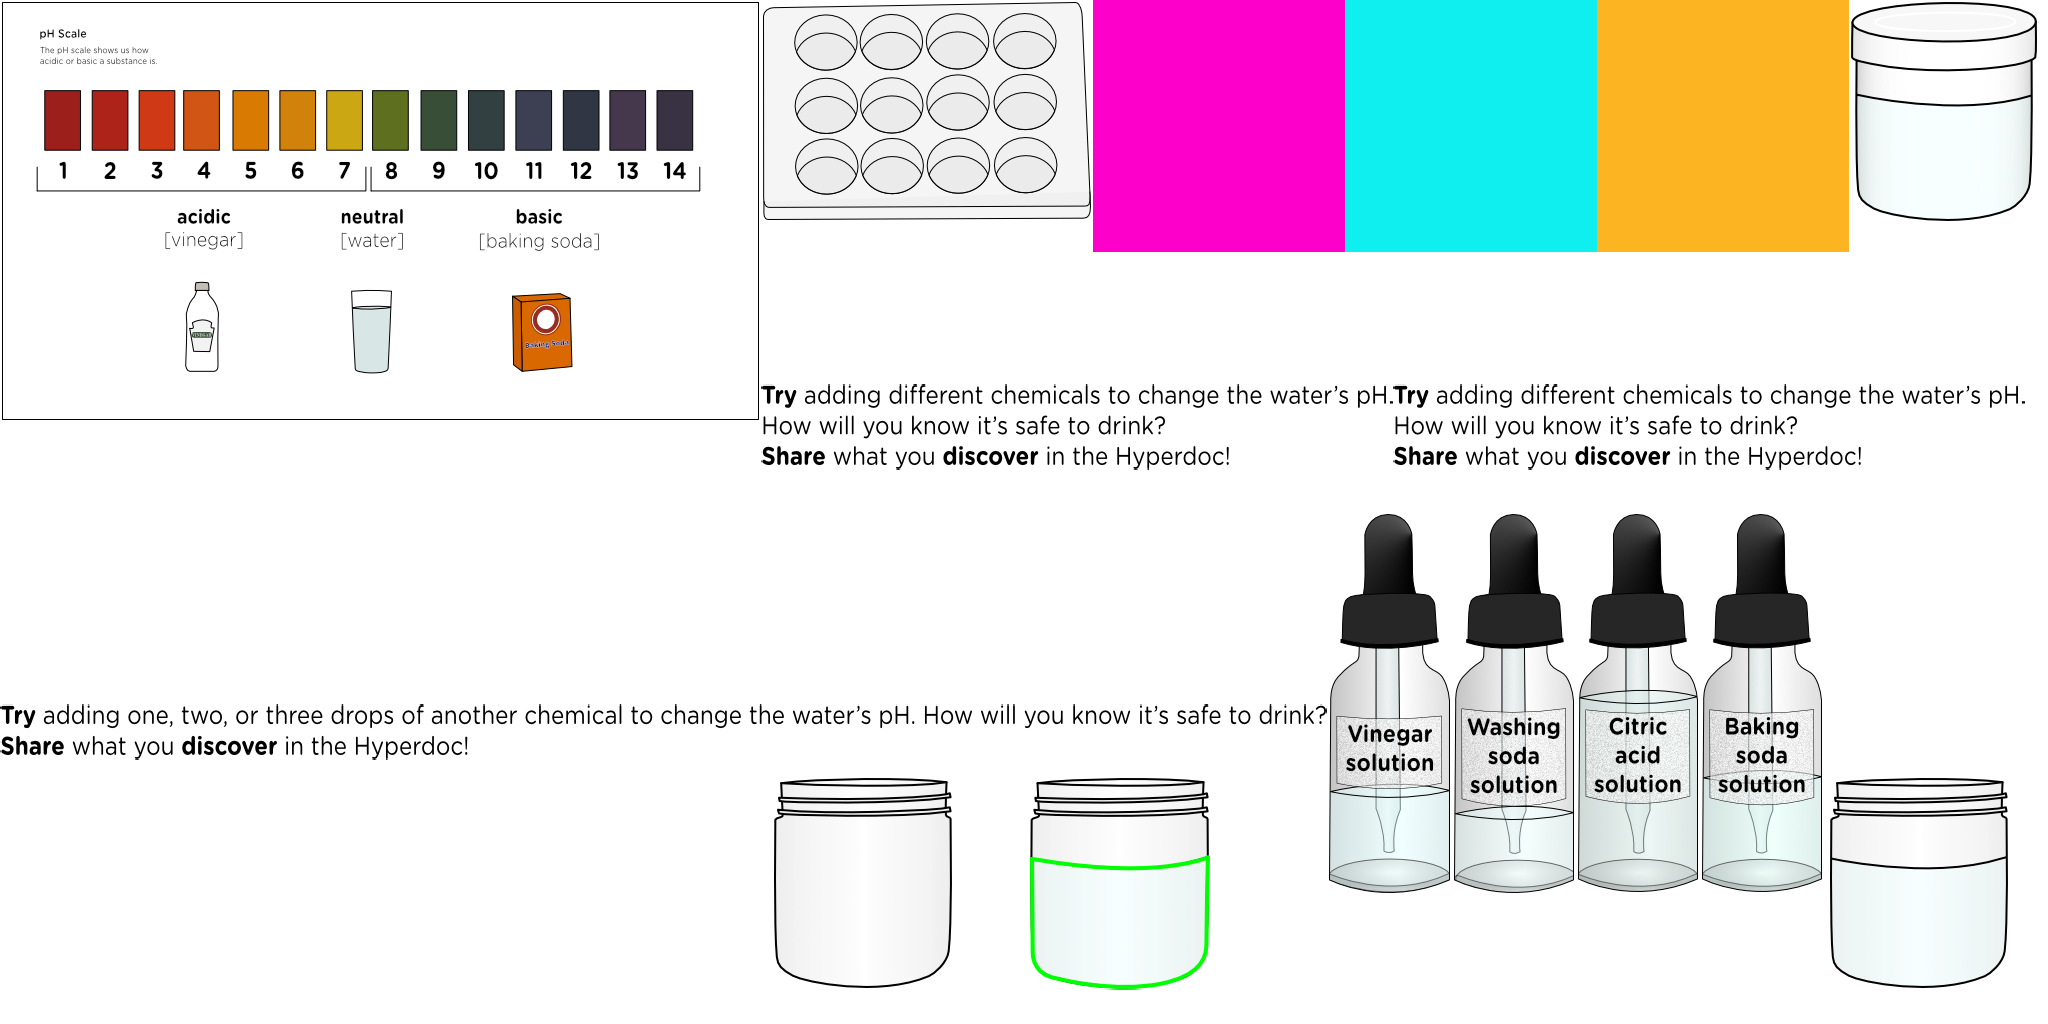 pH Scale
The pH scale shows us how
acidic or basic a substance is.
1 2 3 4 5 6 7 8 9 10 11 12 13 14
acidic
[vinegar]
neutral
[water]
basic
[baking soda]
VINEGAR
Baking Soda
Try adding different chemicals to change the water’s pH.
How will you know it’s safe to drink?
Share what you discover in the Hyperdoc!
Try adding different chemicals to change the water’s pH.
How will you know it’s safe to drink?
Share what you discover in the Hyperdoc!
Try adding one, two, or three drops of another chemical to change the water’s pH. How will you know it’s safe to drink?
Share what you discover in the Hyperdoc!
Vinegar
solution
Washing
soda
solution
Citric
acid
solution
Baking
soda
solution